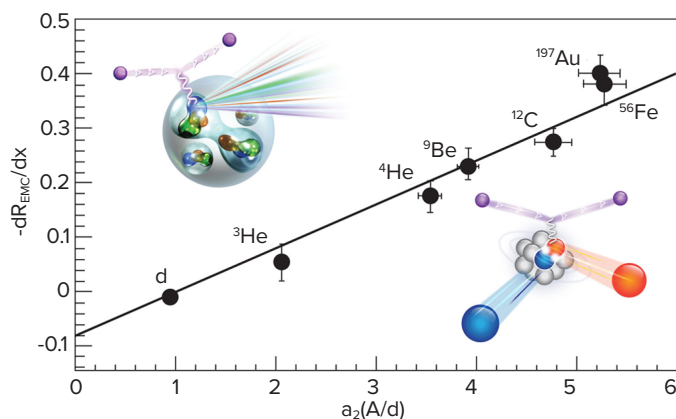 0.5
0.4
0.3
0.2
0.1
0
-0.1
-dR_EMC/dx
d
³He
⁴He
⁹Be
¹²C
¹⁹⁷Au
⁵⁶Fe
0 1 2 3 4 5 6
a₂(A/d)